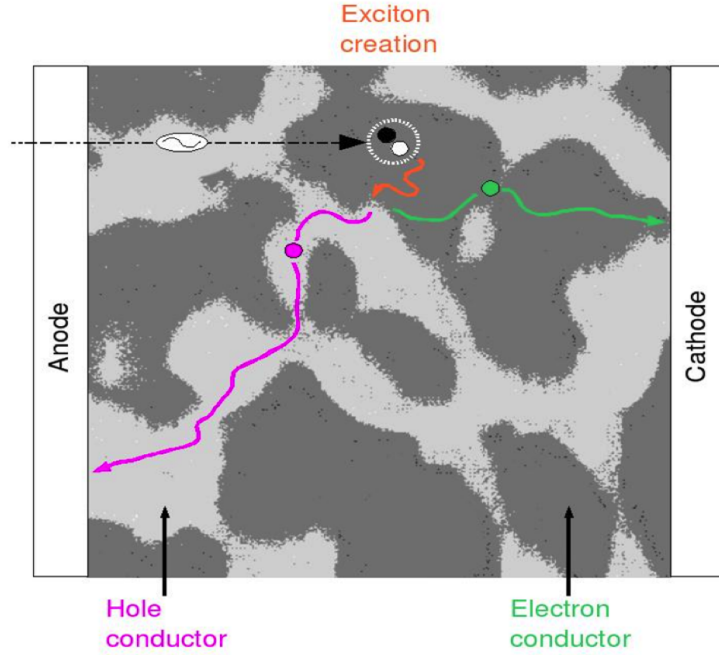 Exciton
creation
Anode
Cathode
Hole
conductor
Electron
conductor